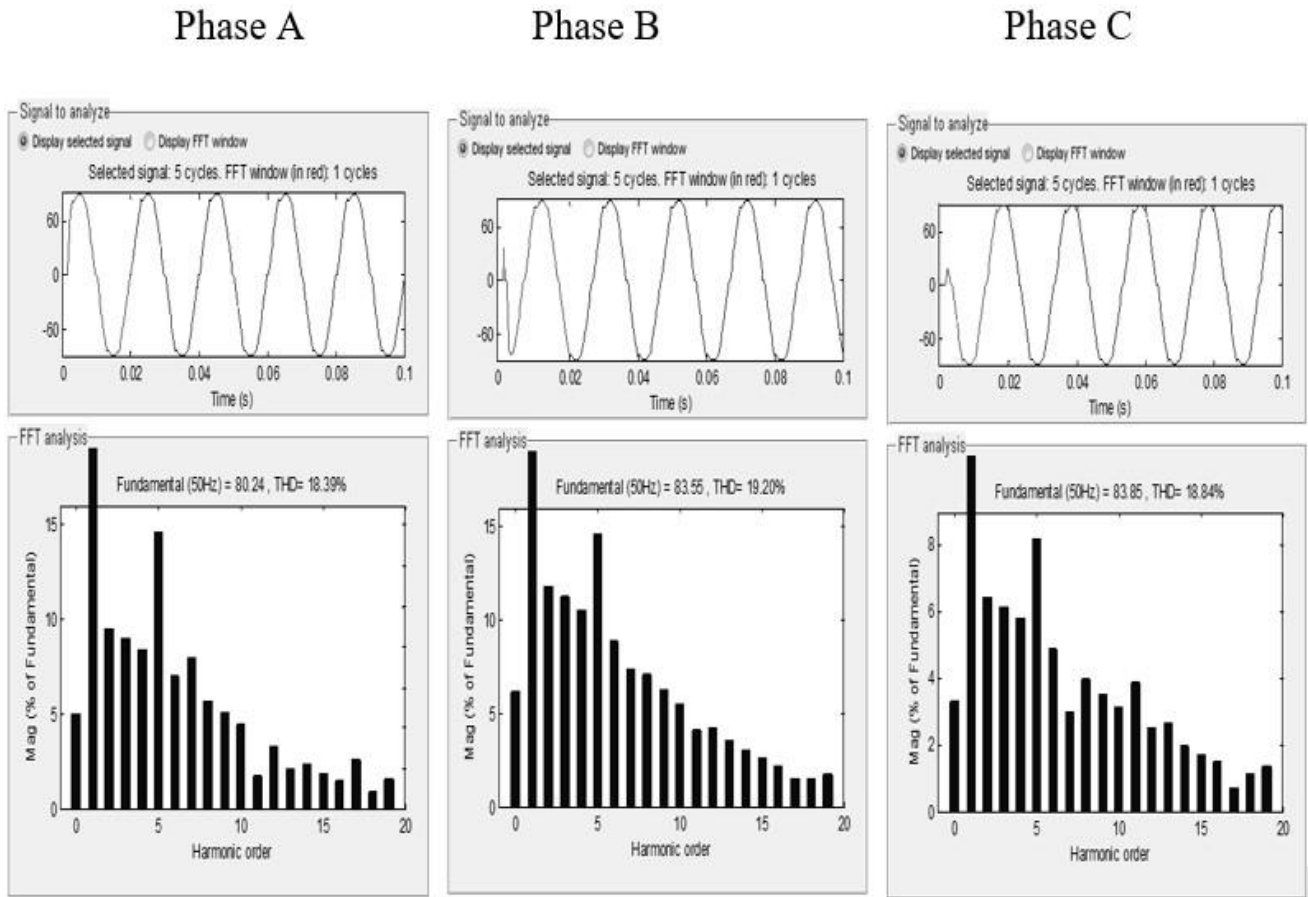 Phase A
Phase B
Phase C
Signal to analyze
Display selected signal Display FFT window
Selected signal: 5 cycles. FFT window (in red): 1 cycles
60
0
-60
0 0.02 0.04 0.06 0.08 0.1
Time (s)
FFT analysis
Fundamental (50Hz) = 80.24 , THD= 18.39%
Mag (% of Fundamental)
15
10
5
0
0 5 10 15 20
Harmonic order
Signal to analyze
Display selected signal Display FFT window
Selected signal: 5 cycles. FFT window (in red): 1 cycles
60
0
-60
0 0.02 0.04 0.06 0.08 0.1
Time (s)
FFT analysis
Fundamental (50Hz) = 83.55 , THD= 19.20%
Mag (% of Fundamental)
15
10
5
0
0 5 10 15 20
Harmonic order
Signal to analyze
Display selected signal Display FFT window
Selected signal: 5 cycles. FFT window (in red): 1 cycles
60
0
-60
0 0.02 0.04 0.06 0.08 0.1
Time (s)
FFT analysis
Fundamental (50Hz) = 83.85 , THD= 18.84%
Mag (% of Fundamental)
8
6
4
2
0
0 5 10 15 20
Harmonic order